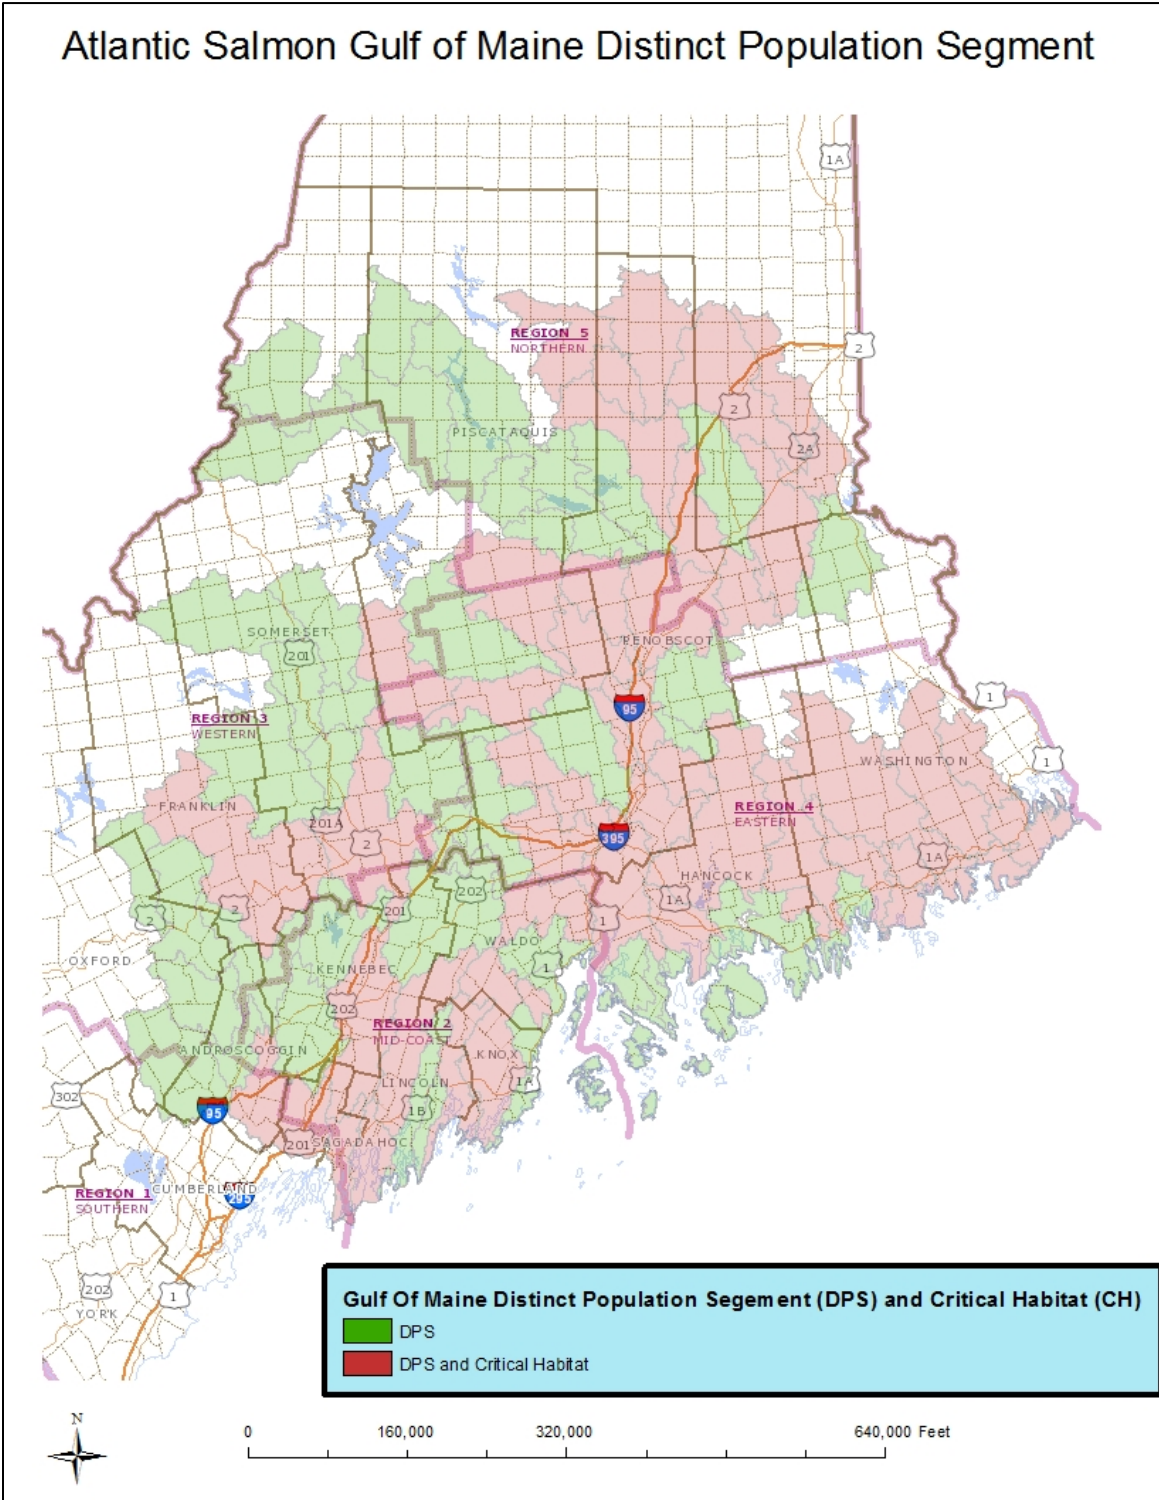 Atlantic Salmon Gulf of Maine Distinct Population Segment
1A
REGION 5
NORTHERN
2
2
2A
PISCATAQUIS
SOMERSET
201
PENOBSCOT
1
95
REGION 3
WESTERN
1
WASHINGTON
FRANKLIN
REGION 4
EASTERN
201A
2
395
1A
HANCOCK
202
1A
2
2
201
1
WALDO
OXFORD
KENNEBEC
1
202
REGION 2
MID-COAST
ANDROSCOGGIN
KNOX
LINCOLN
1A
302
95
1B
201
SAGADAHOC
REGION 1
SOUTHERN
CUMBERLAND
295
202
1
YORK
Gulf Of Maine Distinct Population Segement (DPS) and Critical Habitat (CH)
DPS
DPS and Critical Habitat
N
0 160,000 320,000 640,000 Feet